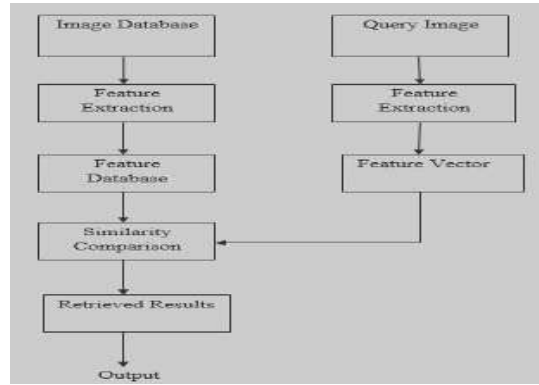 Image Database
Query Image
Feature
Extraction
Feature
Extraction
Feature
Database
Feature Vector
Similarity
Comparison
Retrieved Results
Output